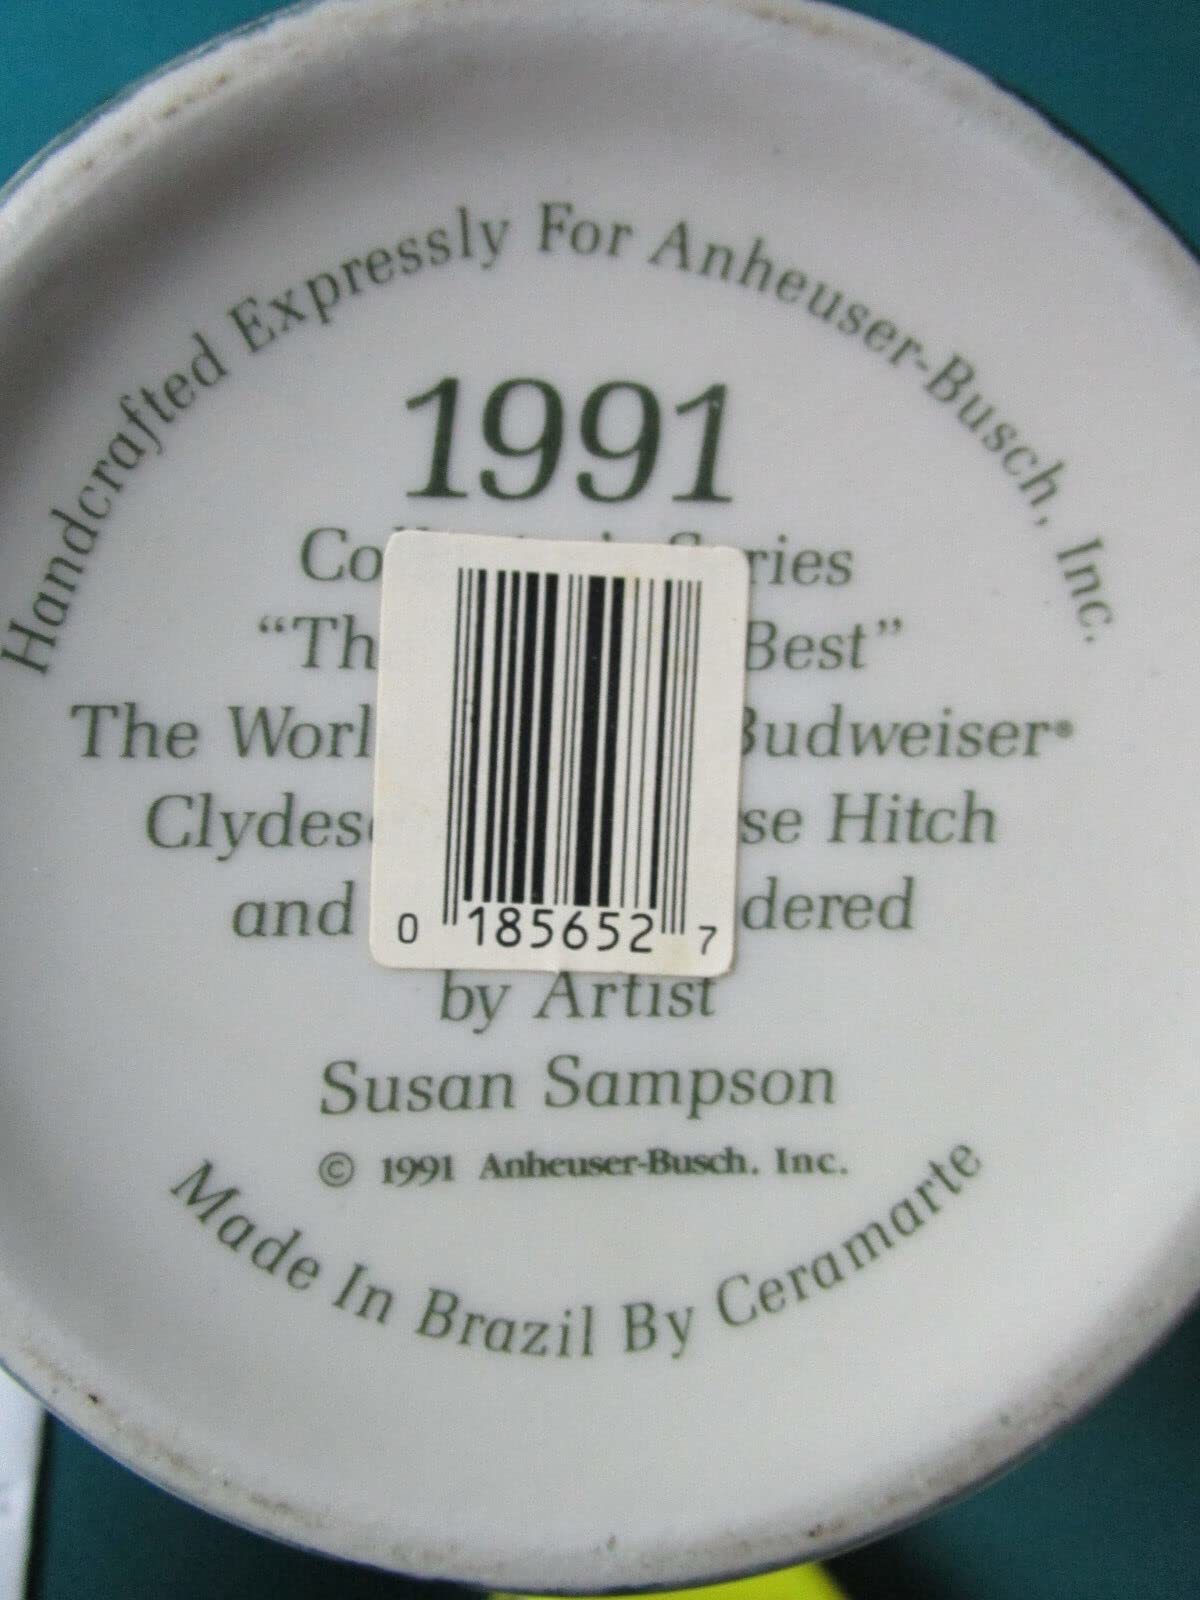 Handcrafted Expressly For Anheuser-Busch, Inc.
1991
Co ries
“Th Best”
The Worl Budweiser®
Clydes se Hitch
and dered
by Artist
Susan Sampson
© 1991 Anheuser-Busch. Inc.
Made In Brazil By Ceramarte
0 185652 7